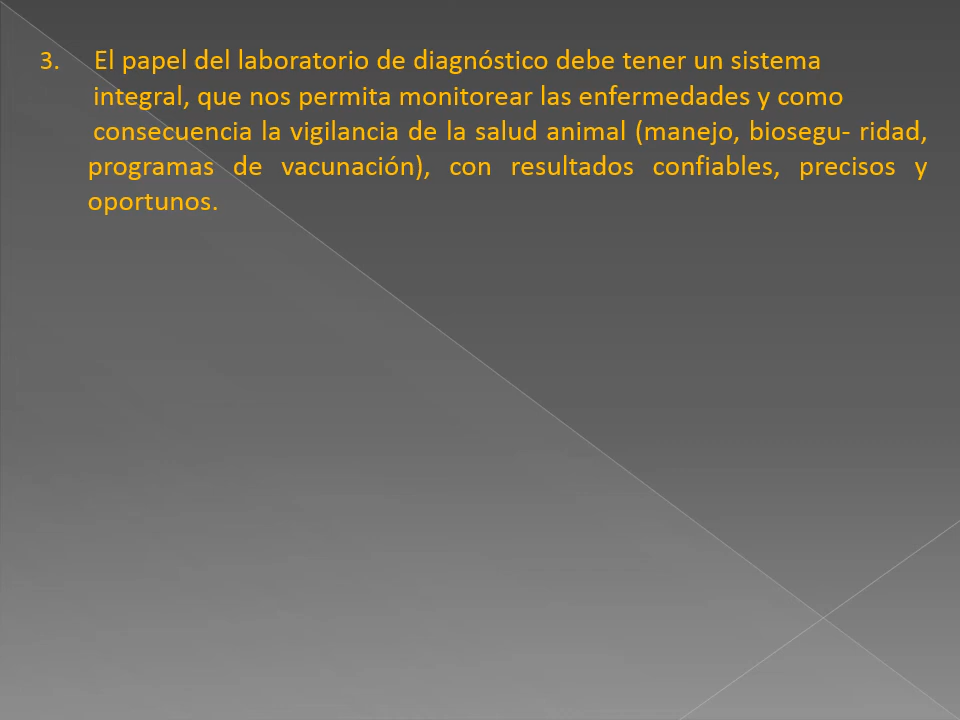 3. El papel del laboratorio de diagnóstico debe tener un sistema
integral, que nos permita monitorear las enfermedades y como
consecuencia la vigilancia de la salud animal (manejo, biosegu- ridad,
programas de vacunación), con resultados confiables, precisos y
oportunos.